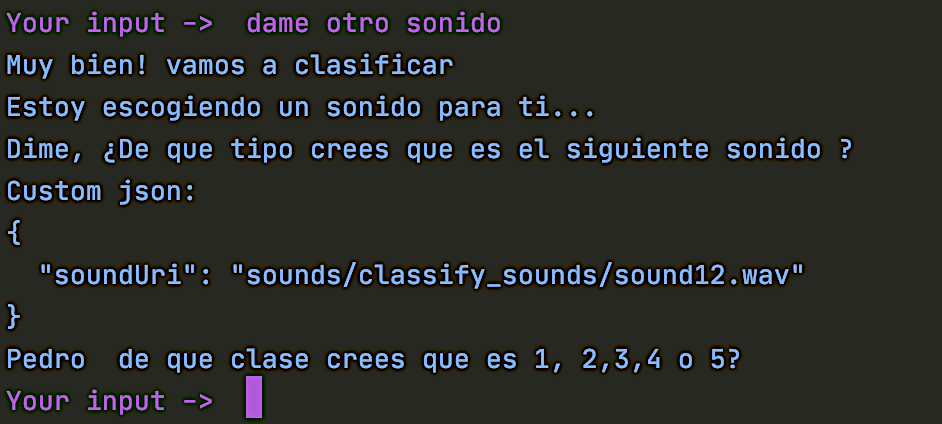 Your input ->  dame otro sonido
Muy bien! vamos a clasificar
Estoy escogiendo un sonido para ti...
Dime, ¿De que tipo crees que es el siguiente sonido ?
Custom json:
{
  "soundUri": "sounds/classify_sounds/sound12.wav"
}
Pedro  de que clase crees que es 1, 2,3,4 o 5?
Your input ->